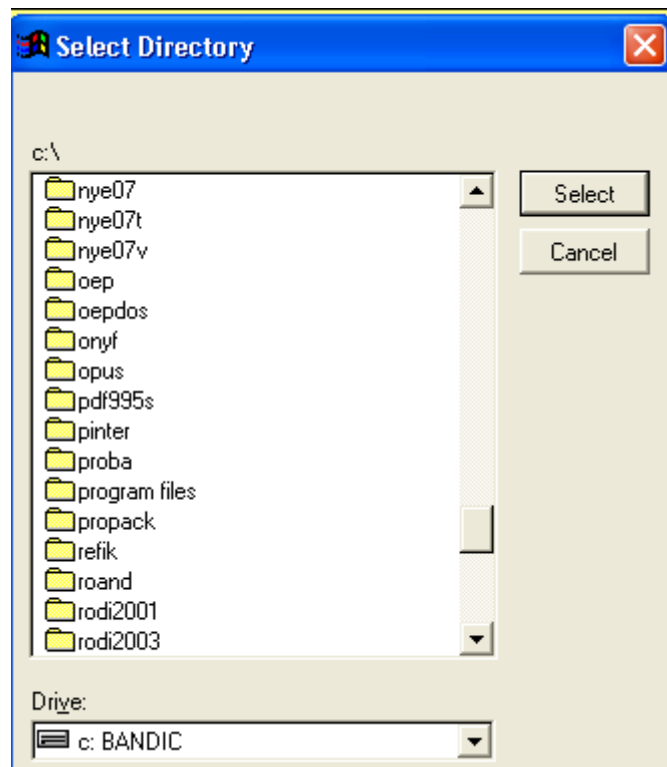 Select Directory
c:\
nye07
Select
nye07t
nye07v
Cancel
oep
oepdos
onyf
opus
pdf995s
pinter
proba
program files
propack
refik
roand
rodi2001
rodi2003
Drive:
c: BANDIC